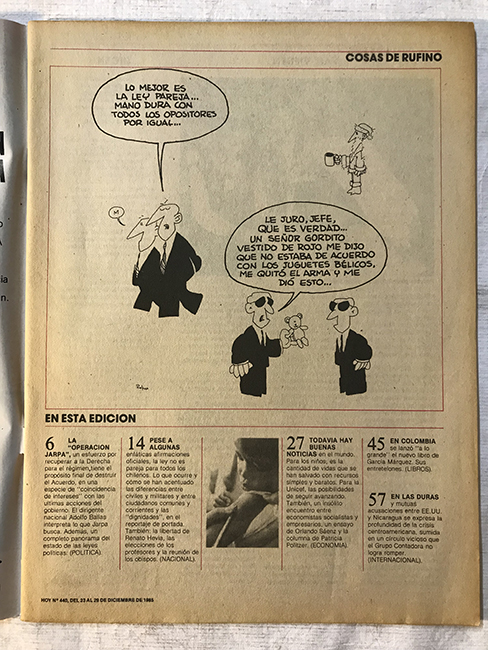 COSAS DE RUFINO
LO MEJOR ES
LA LEY PAREJA...
MANO DURA CON
TODOS LOS OPOSITORES
POR IGUAL...
M
LE JURO, JEFE,
QUE ES VERDAD...
UN SEÑOR GORDITO
VESTIDO DE ROJO ME DIJO
QUE NO ESTABA DE ACUERDO
CON LOS JUGUETES BÉLICOS,
ME QUITÓ EL ARMA Y ME
DIÓ ESTO...
Rufino
EN ESTA EDICION
6 LA
"OPERACION
JARPA", un esfuerzo por
recuperar a la Derecha
para el régimen, tiene el
propósito final de destruir
el Acuerdo, en una
especie de "coincidencia
de intereses" con las
ultimas acciones del
gobierno. El dirigente
gremial Adolfo Ballas
interpreta lo que Jarpa
busca. Además, un
completo panorama del
estado de las leyes
políticas. (POLITICA).
14 PESE A
ALGUNAS
enfáticas afirmaciones
oficiales, la ley no es
pareja para todos los
chilenos. Lo que ocurre y
cómo se han acentuado
las diferencias entre
civiles y militares y entre
ciudadanos comunes y
corrientes y las
"dignidades", en el
reportaje de portada.
También: la libertad de
Renato Hevia, las
elecciones de los
profesores y la reunión de
los obispos. (NACIONAL).
27 TODAVIA HAY
BUENAS
NOTICIAS en el mundo.
Para los niños, es la
cantidad de vidas que se
han salvado con recursos
simples y baratos. Para la
Unicef, las posibilidades
de seguir avanzando.
También, un insólito
encuentro entre
economistas socialistas y
empresarios, un ensayo
de Orlando Sáenz y la
columna de Patricia
Politzer. (ECONOMIA).
45 EN COLOMBIA
se lanzó "a lo
grande" el nuevo libro de
García Márquez. Sus
entretelones. (LIBROS).
57 EN LAS DURAS
y mutuas
acusaciones entre EE.UU.
y Nicaragua se expresa la
profundidad de la crisis
centroamericana, sumida
en un círculo vicioso que
el Grupo Contadora no
logra romper.
(INTERNACIONAL).
HOY Nº 440, DEL 23 AL 29 DE DICIEMBRE DE 1985